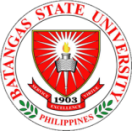 BATANGAS STATE UNIVERSITY
1903
PHILIPPINES